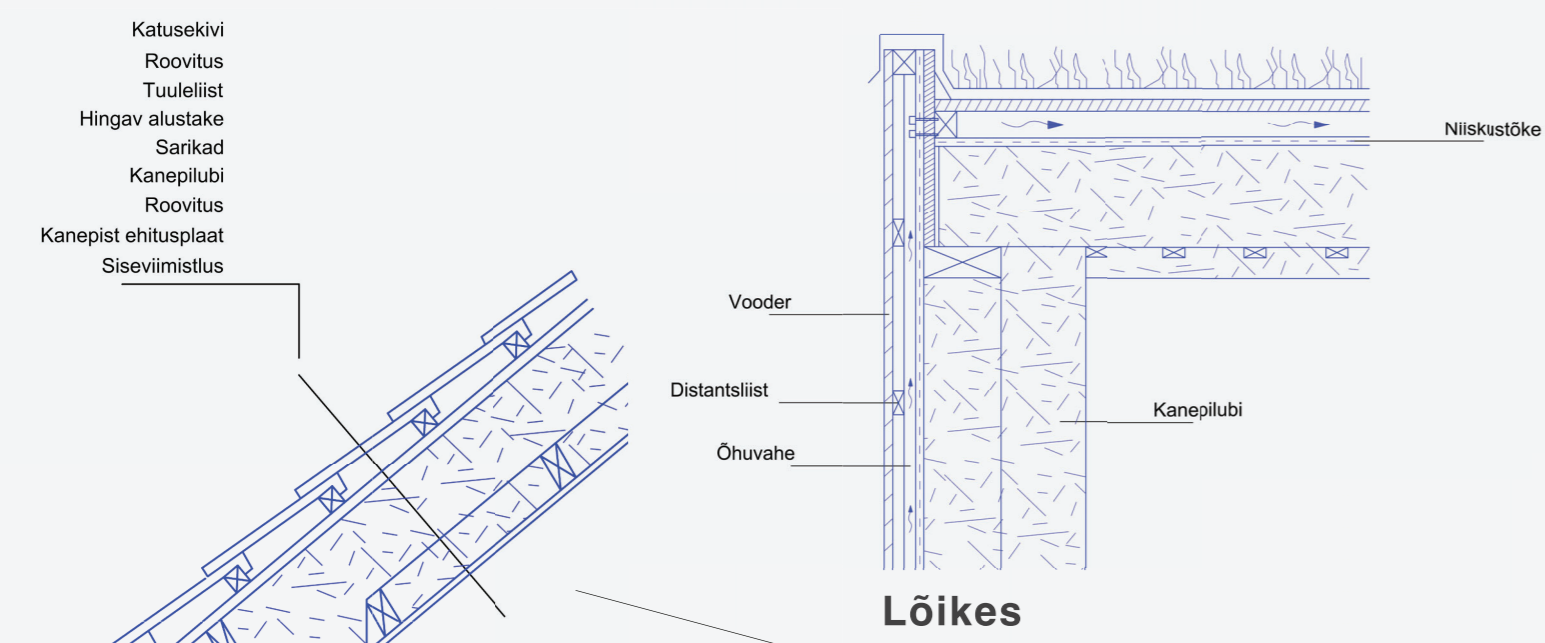 Katusekivi
Roovitus
Tuuleliist
Hingav alustake
Sarikad
Kanepilubi
Roovitus
Kanepist ehitusplaat
Siseviimistlus
Niiskustõke
Vooder
Distantsliist
Kanepilubi
Õhuvahe
Lõikes